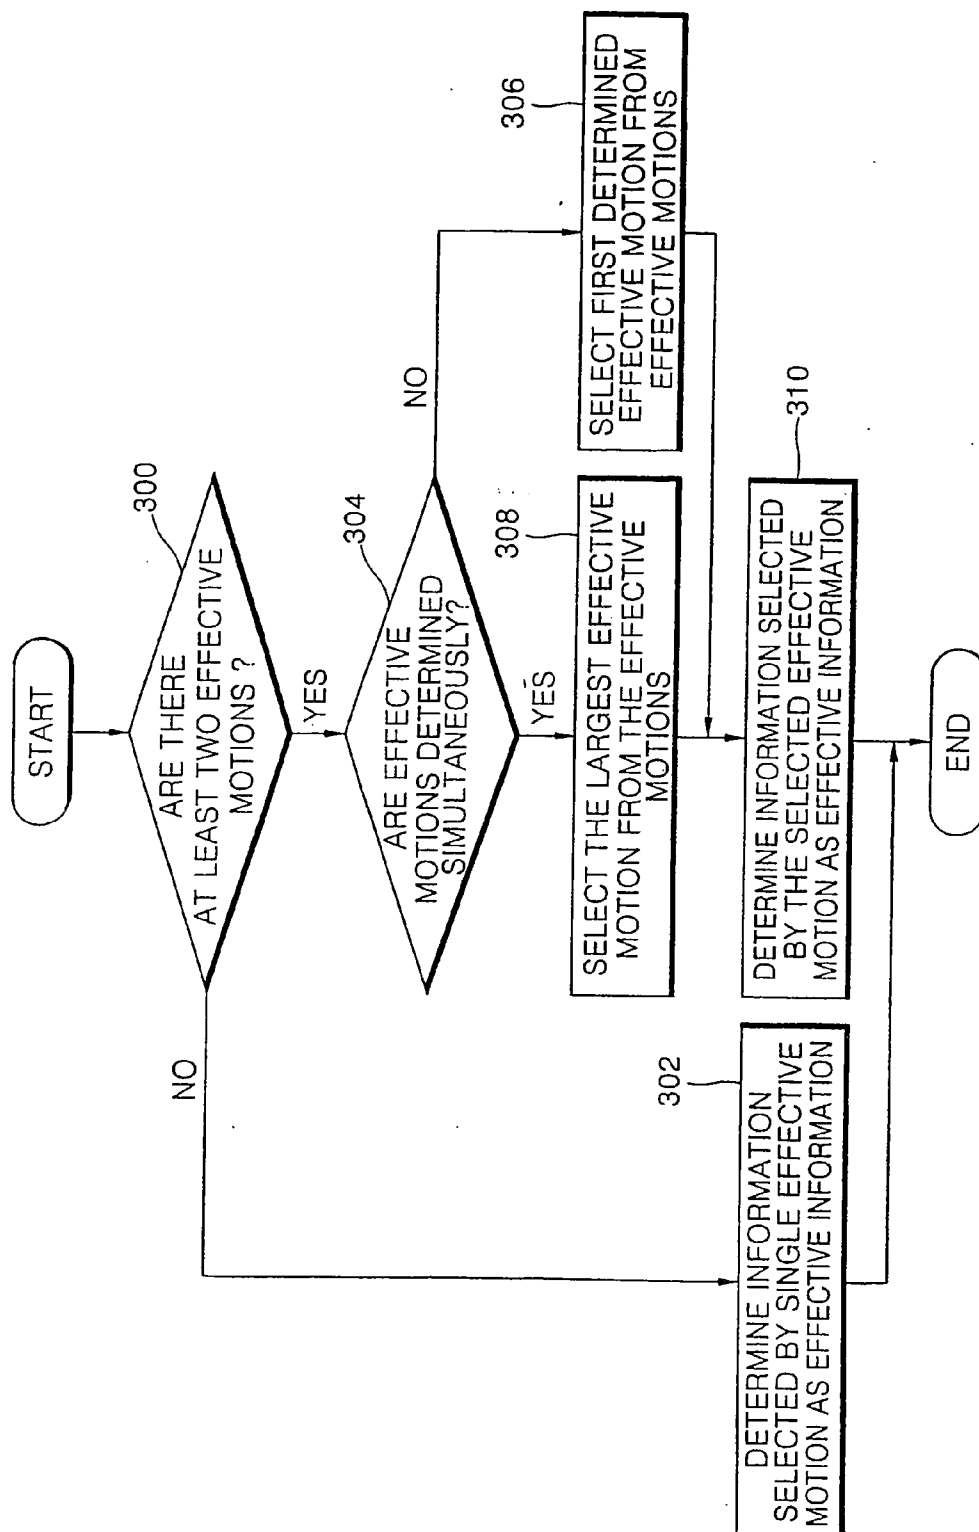 START
300
ARE THERE
AT LEAST TWO EFFECTIVE
MOTIONS ?
NO
YES
304
ARE EFFECTIVE
MOTIONS DETERMINED
SIMULTANEOUSLY?
NO
YES
306
SELECT FIRST DETERMINED
EFFECTIVE MOTION FROM
EFFECTIVE MOTIONS
308
SELECT THE LARGEST EFFECTIVE
MOTION FROM THE EFFECTIVE
MOTIONS
302
DETERMINE INFORMATION
SELECTED BY SINGLE EFFECTIVE
MOTION AS EFFECTIVE INFORMATION
310
DETERMINE INFORMATION SELECTED
BY THE SELECTED EFFECTIVE
MOTION AS EFFECTIVE INFORMATION
END